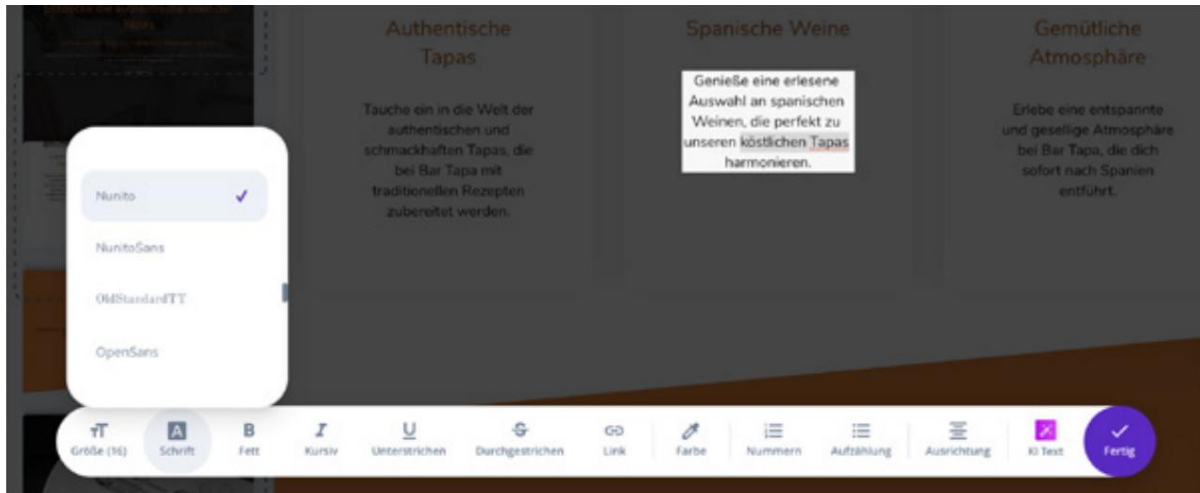 Authentische
Tapas
Tauche ein in die Welt der
authentischen und
schmackhaften Tapas, die
bei Bar Tapa mit
traditionellen Rezepten
zubereitet werden.
Spanische Weine
Genieße eine erlesene
Auswahl an spanischen
Weinen, die perfekt zu
unseren köstlichen Tapas
harmonieren.
Gemütliche
Atmosphäre
Erlebe eine entspannte
und gesellige Atmosphäre
bei Bar Tapa, die dich
sofort nach Spanien
entführt.
Nunito
NunitoSans
OldStandardTT
OpenSans
Größe (16)
Schrift
Fett
Kursiv
Unterstrichen
Durchgestrichen
Link
Farbe
Nummern
Aufzählung
Ausrichtung
KI Text
Fertig